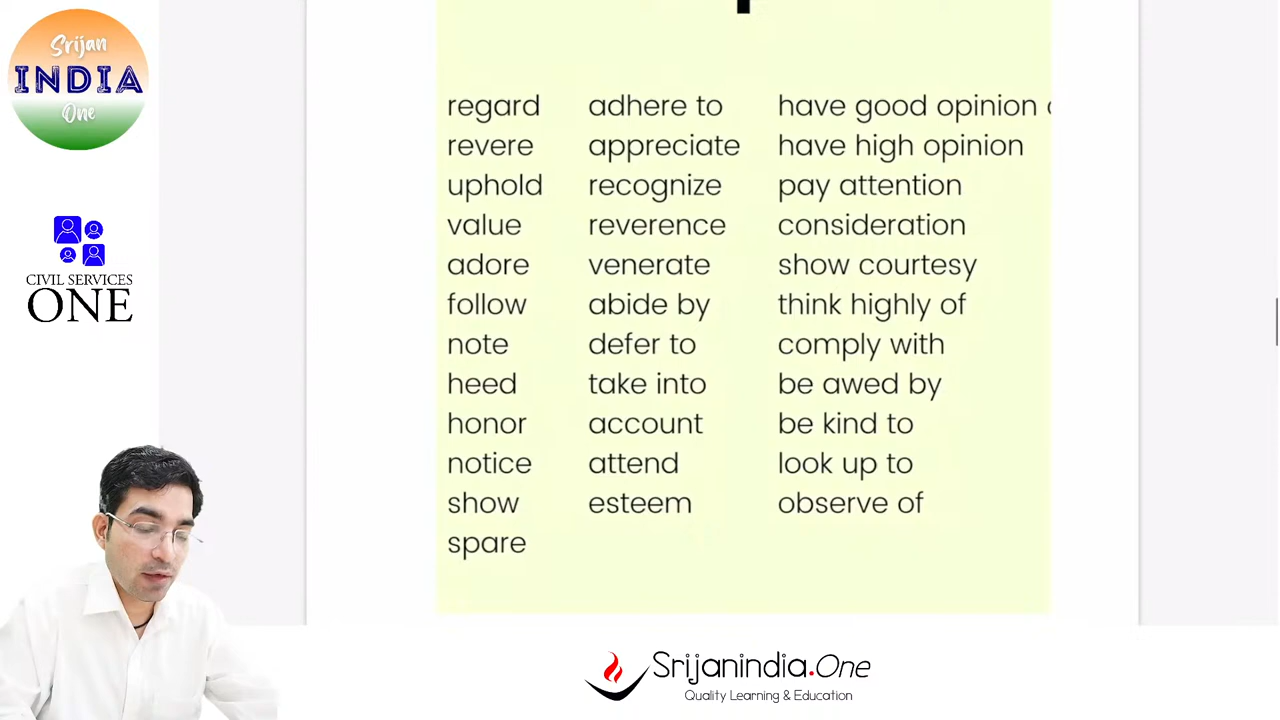 Srijan
INDIA
One
CIVIL SERVICES
ONE
regard
revere
uphold
value
adore
follow
note
heed
honor
notice
show
spare
adhere to
appreciate
recognize
reverence
venerate
abide by
defer to
take into
account
attend
esteem
have good opinion
have high opinion
pay attention
consideration
show courtesy
think highly of
comply with
be awed by
be kind to
look up to
observe of
Srijanindia.One
Quality Learning & Education